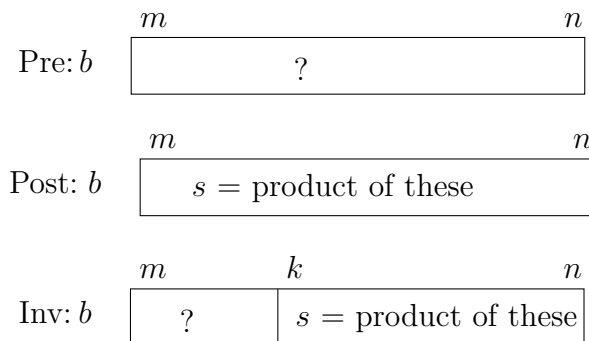 m n
Pre: b ?
m n
Post: b s = product of these
m k n
Inv: b ? s = product of these